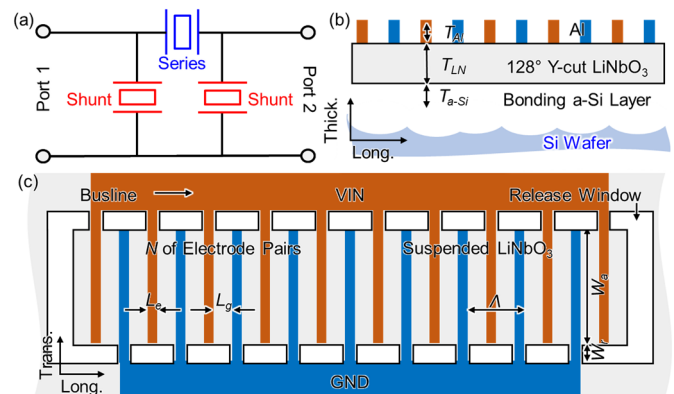 (a)
Series
Port 1
Shunt
Shunt
Port 2
(b)
T_Al
Al
T_LN
128° Y-cut LiNbO₃
T_a-Si
Bonding a-Si Layer
Thick.
Long.
Si Wafer
(c)
Busline
VIN
Release Window
N of Electrode Pairs
Suspended LiNbO₃
L_e
L_g
Λ
W_a
W_r
Trans.
Long.
GND